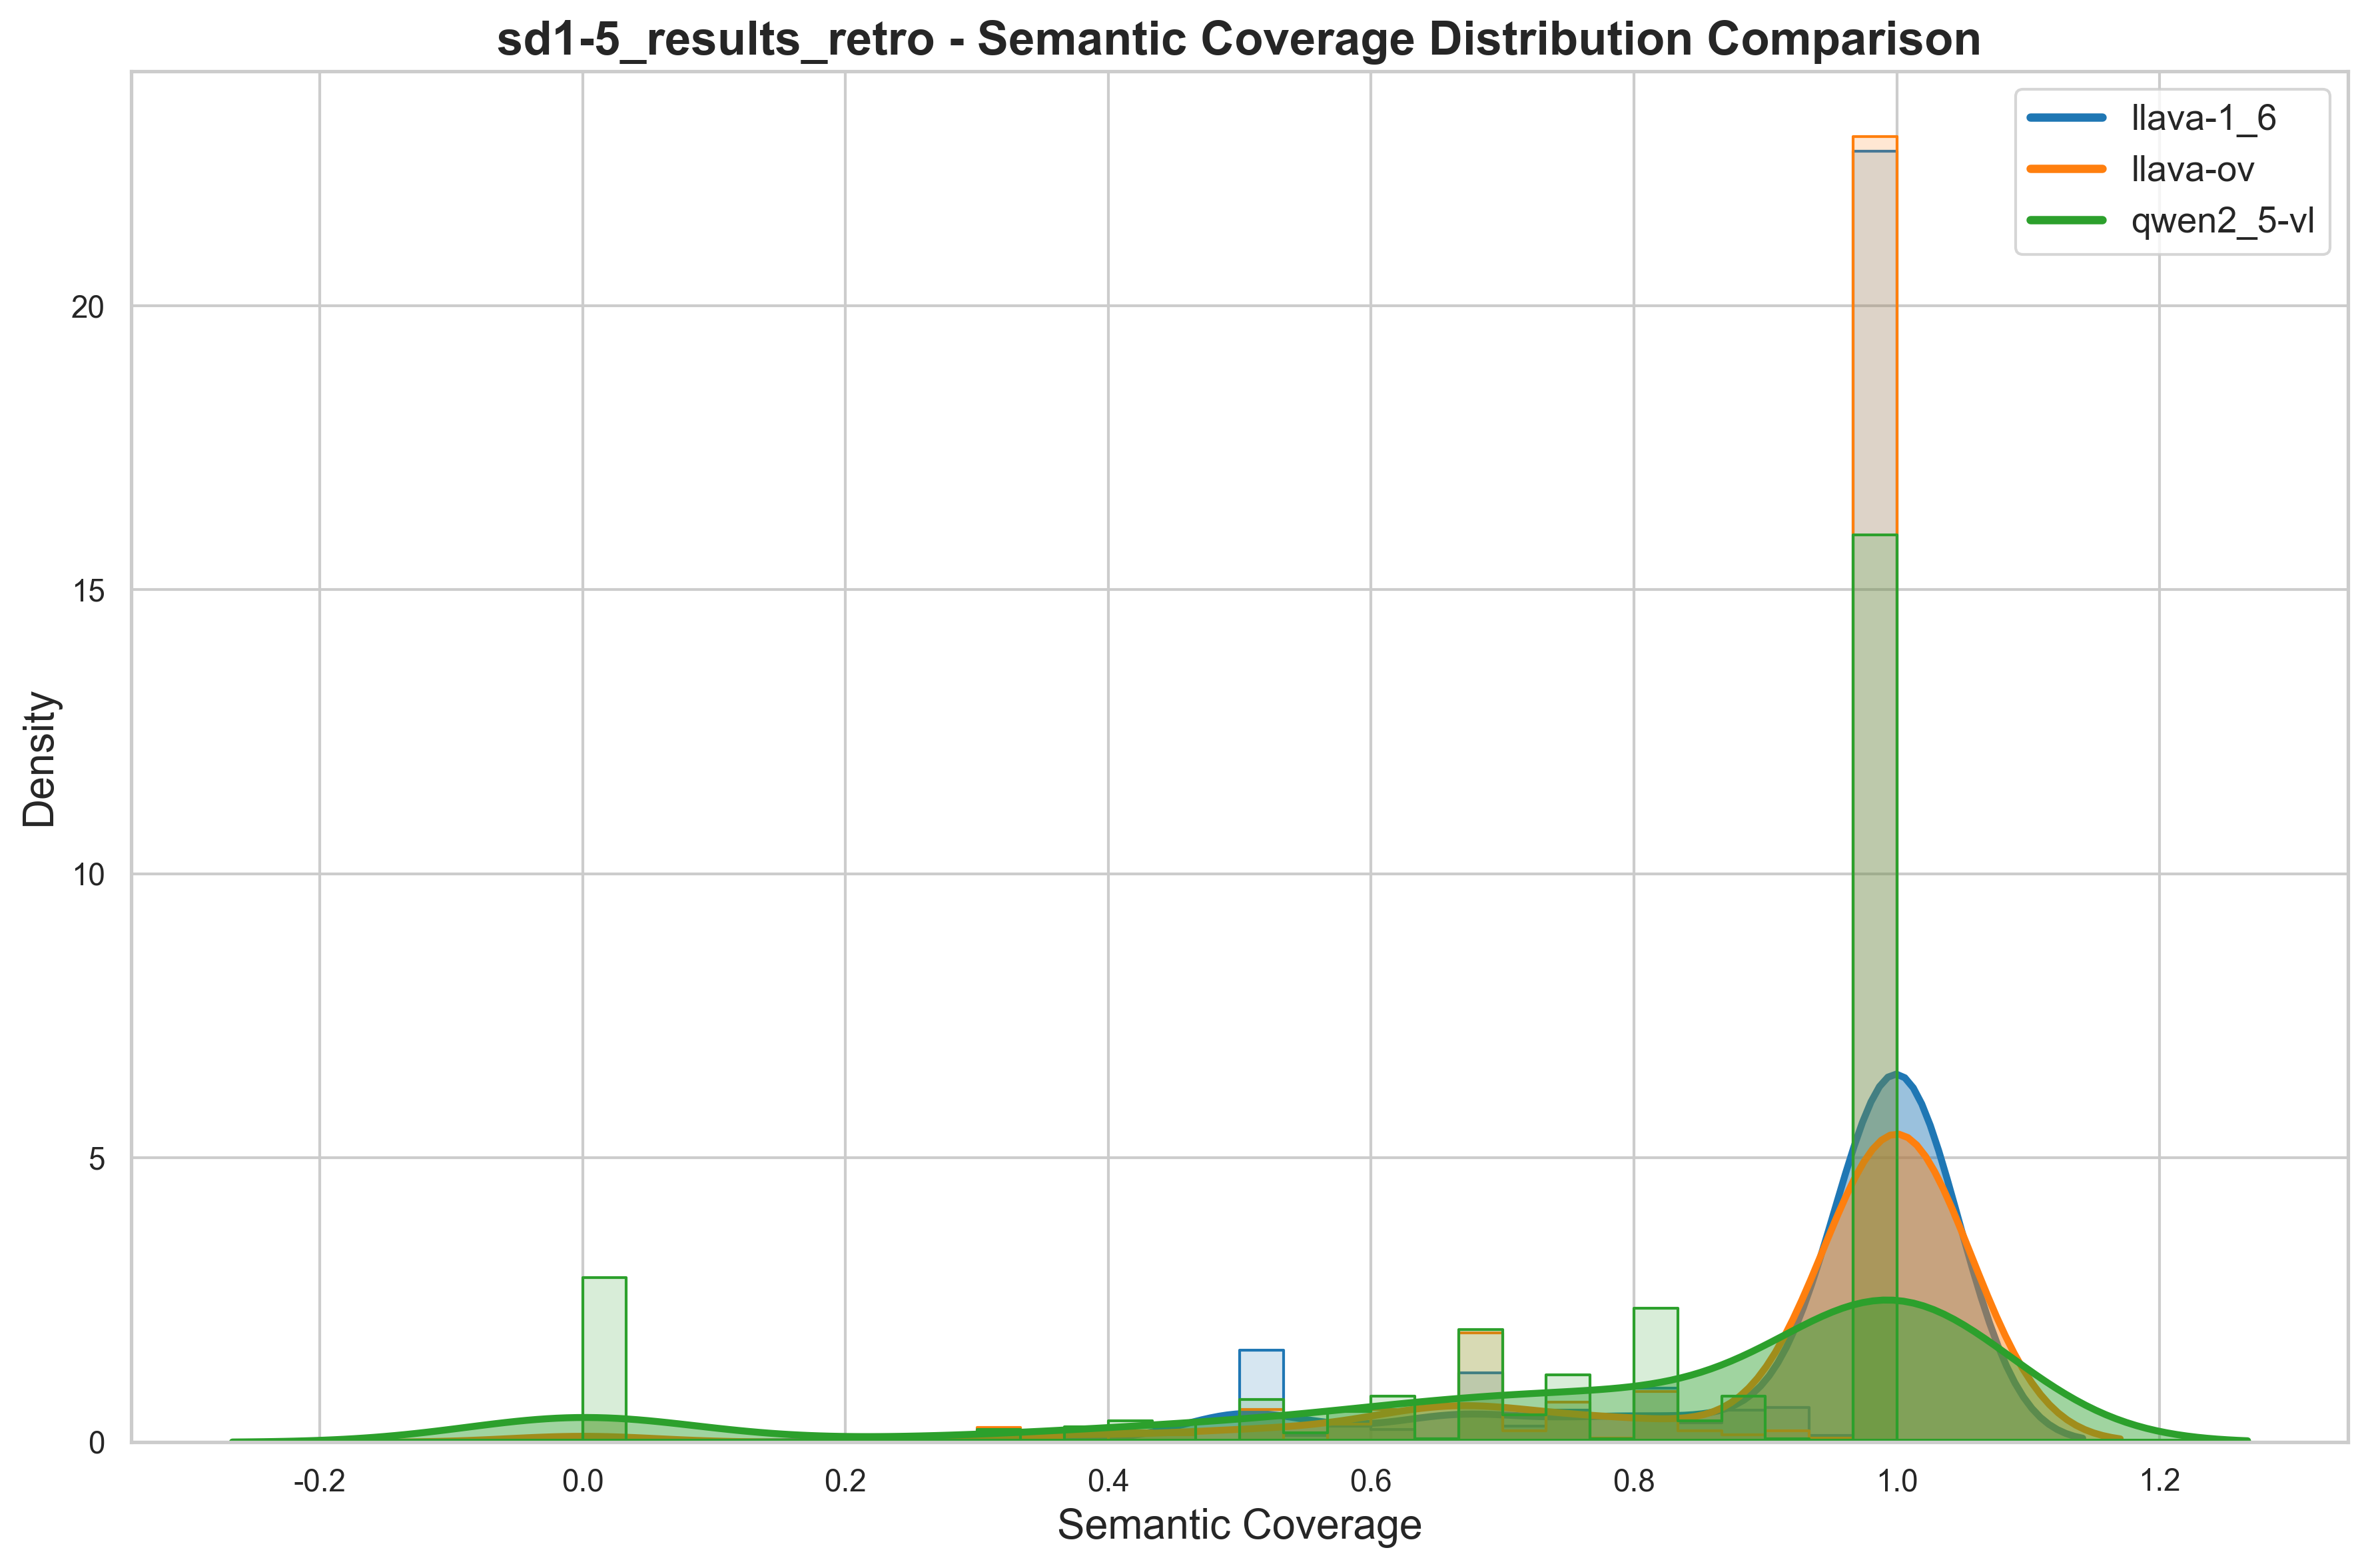 sd1-5_results_retro - Semantic Coverage Distribution Comparison
llava-1_6
llava-ov
qwen2_5-vl
Density
20
15
10
5
0
-0.2 0.0 0.2 0.4 0.6 0.8 1.0 1.2
Semantic Coverage